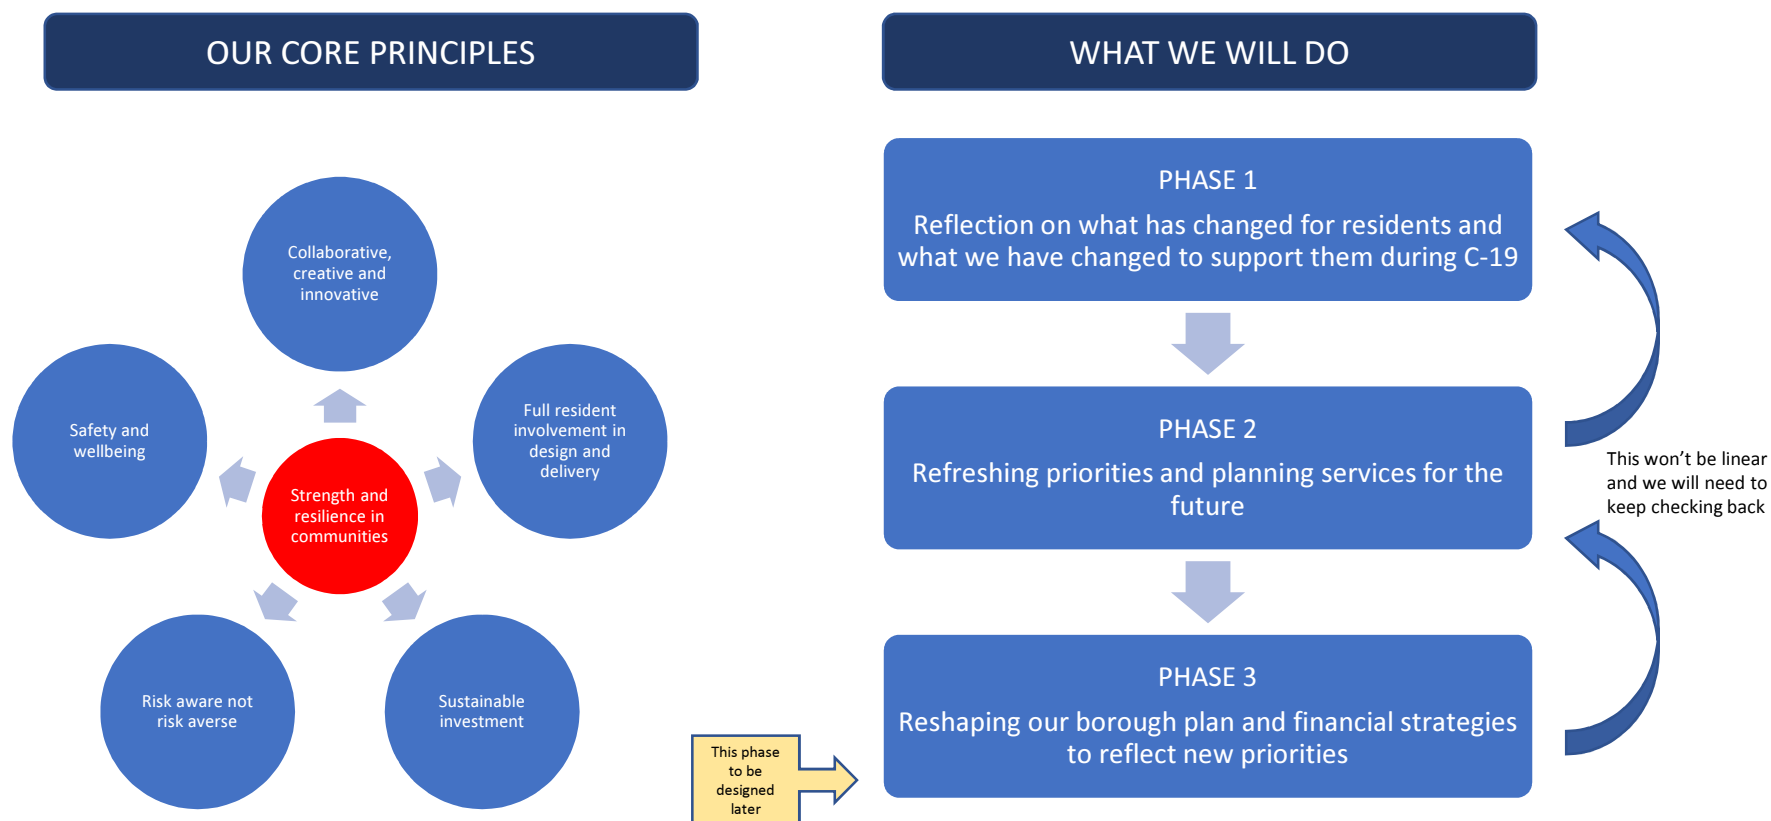 OUR CORE PRINCIPLES
Collaborative,
creative and
innovative
Full resident
involvement in
design and
delivery
Safety and
wellbeing
Strength and
resilience in
communities
Risk aware not
risk averse
Sustainable
investment
WHAT WE WILL DO
PHASE 1
Reflection on what has changed for residents and
what we have changed to support them during C-19
PHASE 2
Refreshing priorities and planning services for the
future
This won’t be linear
and we will need to
keep checking back
PHASE 3
Reshaping our borough plan and financial strategies
to reflect new priorities
This phase
to be
designed
later